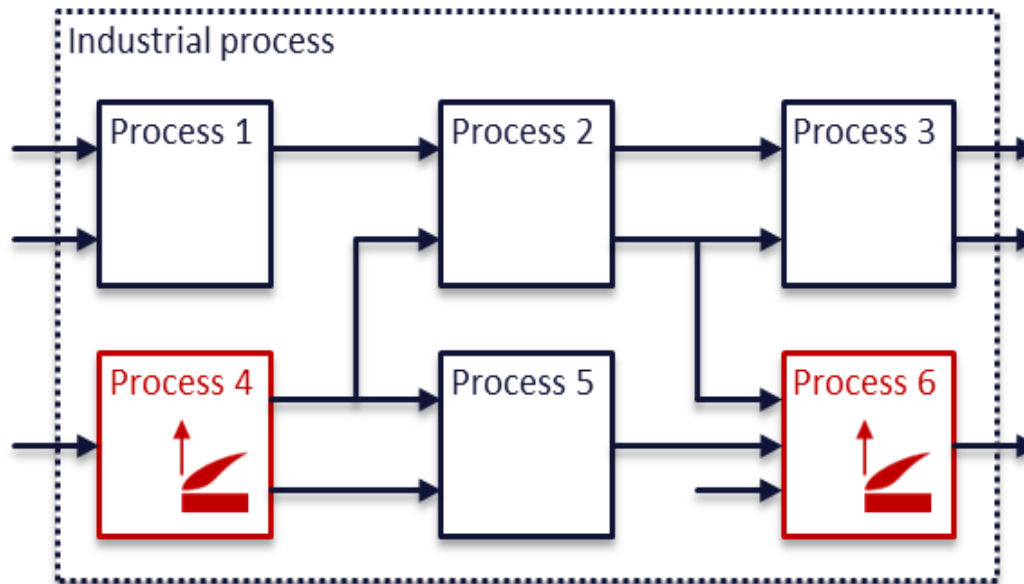 Industrial process
Process 1
Process 2
Process 3
Process 4
Process 5
Process 6